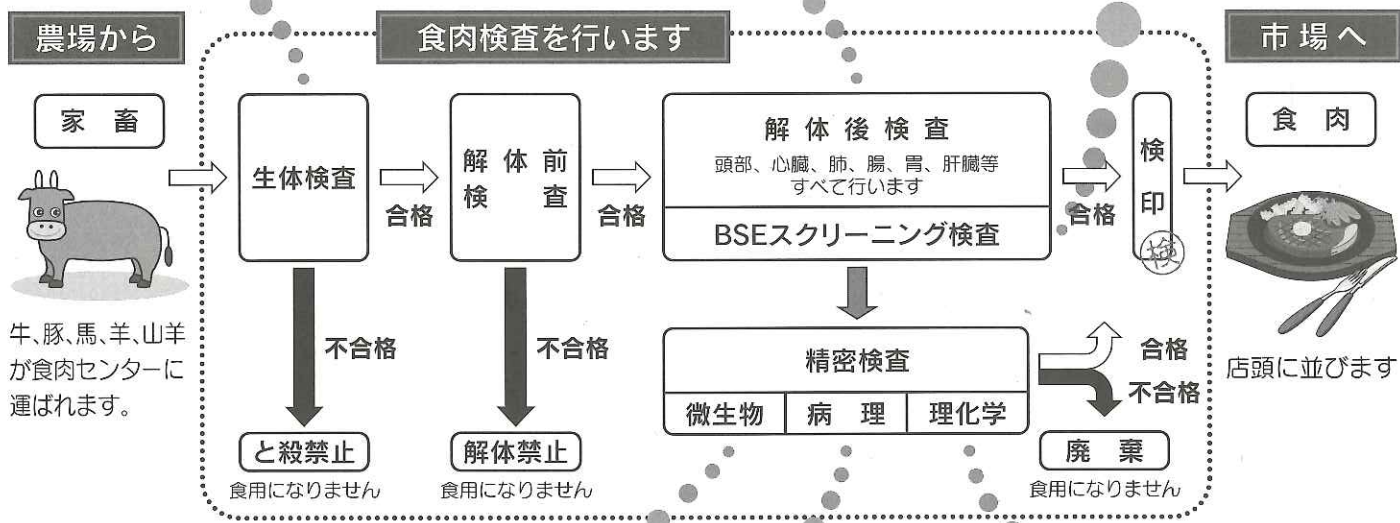 農場から
食肉検査を行います
市場へ
家畜
牛、豚、馬、羊、山羊
が食肉センターに
運ばれます。
生体検査
合格
不合格
と殺禁止
食用になりません
解体前
検査
合格
不合格
解体禁止
食用になりません
解体後検査
頭部、心臓、肺、腸、胃、肝臓等
すべて行います
BSEスクリーニング検査
合格
精密検査
微生物
病理
理化学
合格
不合格
廃棄
食用になりません
検印
検
食肉
店頭に並びます